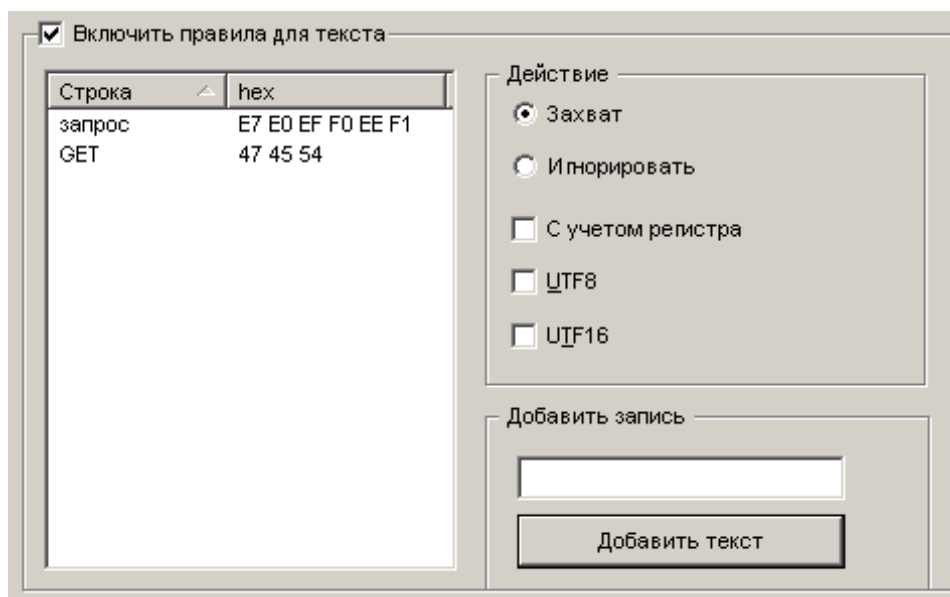 Включить правила для текста
Строка hex
запрос E7 E0 EF F0 EE F1
GET 47 45 54
Действие
Захват
Игнорировать
С учетом регистра
UTF8
UTF16
Добавить запись
Добавить текст